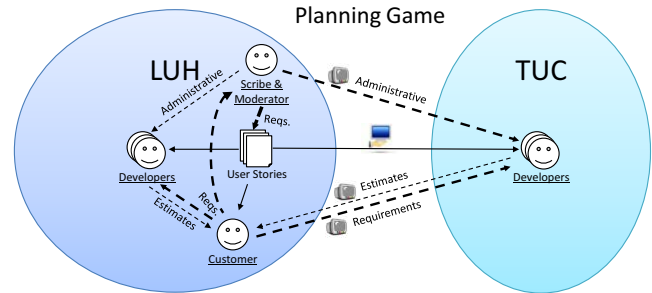 Planning Game
LUH
TUC
Scribe &
Moderator
Administrative
Administrative
Reqs.
Developers
User Stories
Developers
Estimates
Requirements
Reqs.
Estimates
Customer